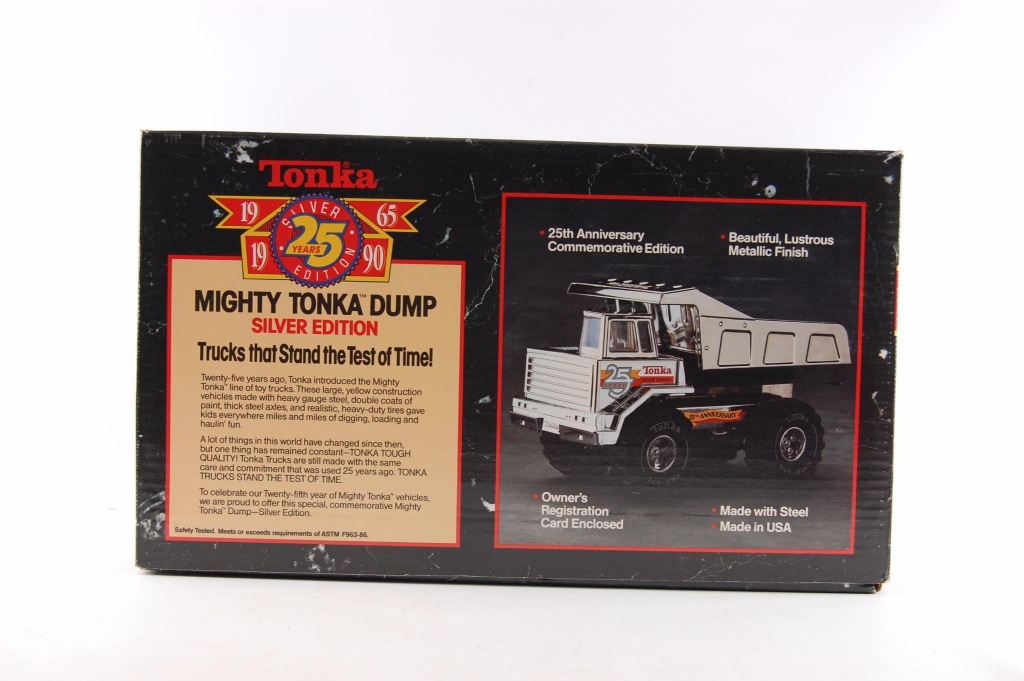 Tonka®
19 65
SILVER
25
YEARS
EDITION
19 90
MIGHTY TONKA™ DUMP
SILVER EDITION
Trucks that Stand the Test of Time!
Twenty-five years ago, Tonka introduced the Mighty
Tonka™ line of toy trucks. These large, yellow construction
vehicles made with heavy gauge steel, double coats of
paint, thick steel axles, and realistic, heavy-duty tires gave
kids everywhere miles and miles of digging, loading and
haulin' fun.
A lot of things in this world have changed since then,
but one thing has remained constant—TONKA TOUGH
QUALITY! Tonka Trucks are still made with the same
care and commitment that was used 25 years ago. TONKA
TRUCKS STAND THE TEST OF TIME.
To celebrate our Twenty-fifth year of Mighty Tonka™ vehicles,
we are proud to offer this special, commemorative Mighty
Tonka™ Dump—Silver Edition.
Safety Tested. Meets or exceeds requirements of ASTM F963-86.
• 25th Anniversary
Commemorative Edition
• Beautiful, Lustrous
Metallic Finish
25
Tonka
SILVER EDITION
25TH ANNIVERSARY
TONKA
TONKA
• Owner's
Registration
Card Enclosed
• Made with Steel
• Made in USA